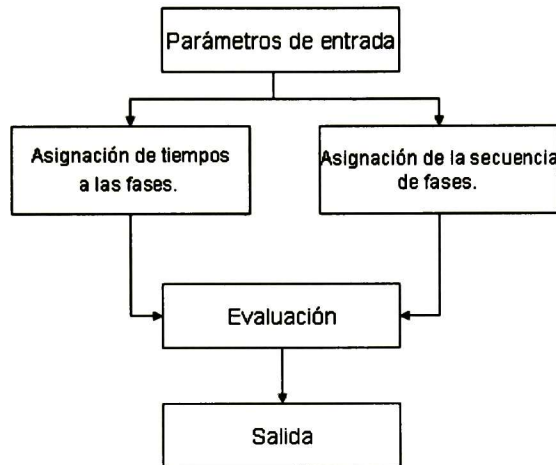 Parámetros de entrada
Asignación de tiempos
a las fases.
Asignación de la secuencia
de fases.
Evaluación
Salida